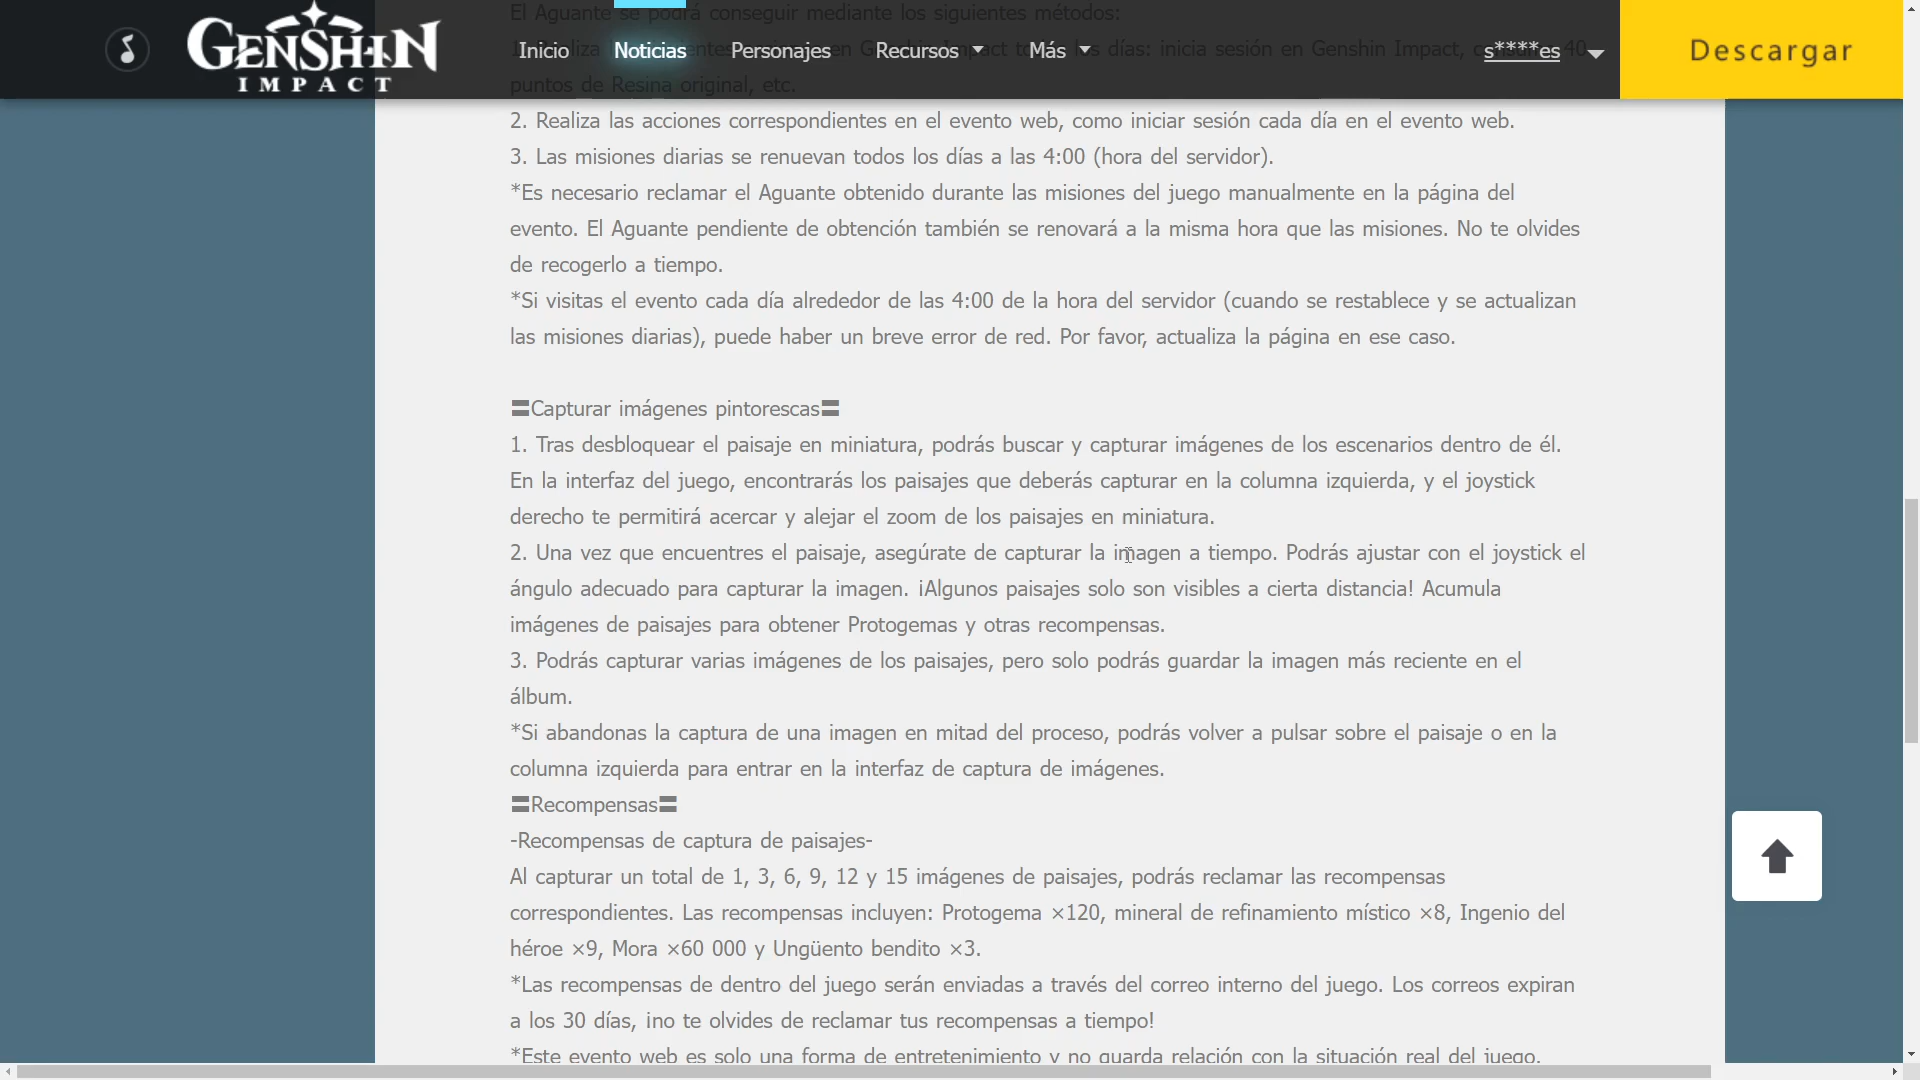 El Aguante se podrá conseguir mediante los siguientes métodos:
GENSHIN
IMPACT
Inicio
Noticias
Personajes
Recursos
Más
s****es
Descargar
puntos de Resina original, etc.
2. Realiza las acciones correspondientes en el evento web, como iniciar sesión cada día en el evento web.
3. Las misiones diarias se renuevan todos los días a las 4:00 (hora del servidor).
*Es necesario reclamar el Aguante obtenido durante las misiones del juego manualmente en la página del
evento. El Aguante pendiente de obtención también se renovará a la misma hora que las misiones. No te olvides
de recogerlo a tiempo.
*Si visitas el evento cada día alrededor de las 4:00 de la hora del servidor (cuando se restablece y se actualizan
las misiones diarias), puede haber un breve error de red. Por favor, actualiza la página en ese caso.
〓Capturar imágenes pintorescas〓
1. Tras desbloquear el paisaje en miniatura, podrás buscar y capturar imágenes de los escenarios dentro de él.
En la interfaz del juego, encontrarás los paisajes que deberás capturar en la columna izquierda, y el joystick
derecho te permitirá acercar y alejar el zoom de los paisajes en miniatura.
2. Una vez que encuentres el paisaje, asegúrate de capturar la imagen a tiempo. Podrás ajustar con el joystick el
ángulo adecuado para capturar la imagen. ¡Algunos paisajes solo son visibles a cierta distancia! Acumula
imágenes de paisajes para obtener Protogemas y otras recompensas.
3. Podrás capturar varias imágenes de los paisajes, pero solo podrás guardar la imagen más reciente en el
álbum.
*Si abandonas la captura de una imagen en mitad del proceso, podrás volver a pulsar sobre el paisaje o en la
columna izquierda para entrar en la interfaz de captura de imágenes.
〓Recompensas〓
-Recompensas de captura de paisajes-
Al capturar un total de 1, 3, 6, 9, 12 y 15 imágenes de paisajes, podrás reclamar las recompensas
correspondientes. Las recompensas incluyen: Protogema ×120, mineral de refinamiento místico ×8, Ingenio del
héroe ×9, Mora ×60 000 y Ungüento bendito ×3.
*Las recompensas de dentro del juego serán enviadas a través del correo interno del juego. Los correos expiran
a los 30 días, ¡no te olvides de reclamar tus recompensas a tiempo!
*Este evento web es solo una forma de entretenimiento y no guarda relación con la situación real del juego.